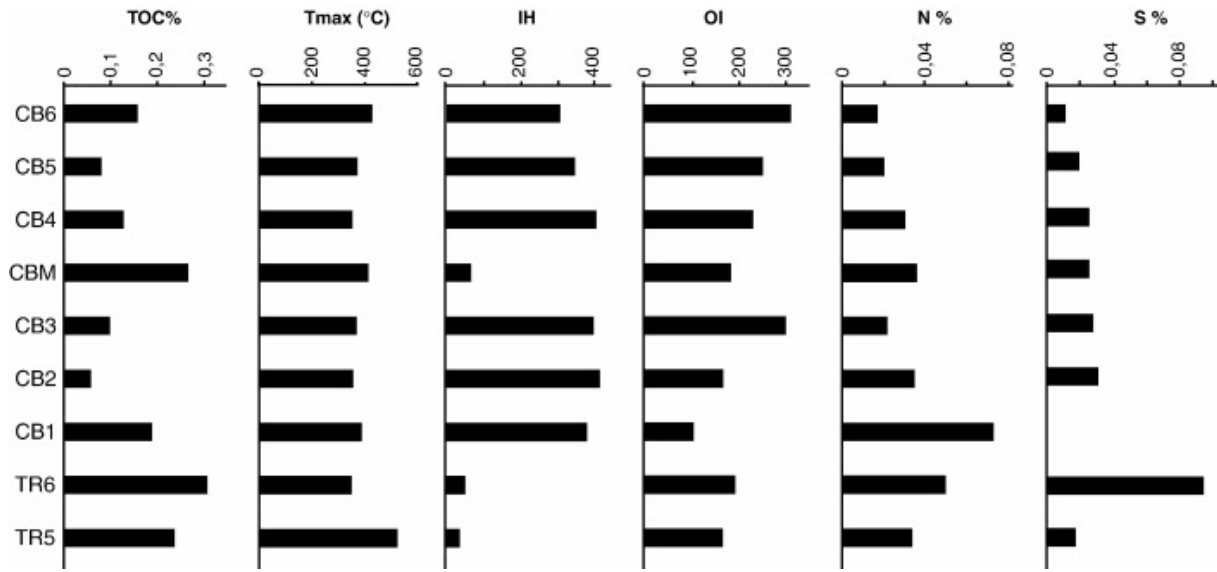 TOC% Tmax (°C) IH OI N % S %
0 0,1 0,2 0,3 0 200 400 600 0 200 400 0 100 200 300 0 0,04 0,08 0 0,04 0,08
CB6
CB5
CB4
CBM
CB3
CB2
CB1
TR6
TR5